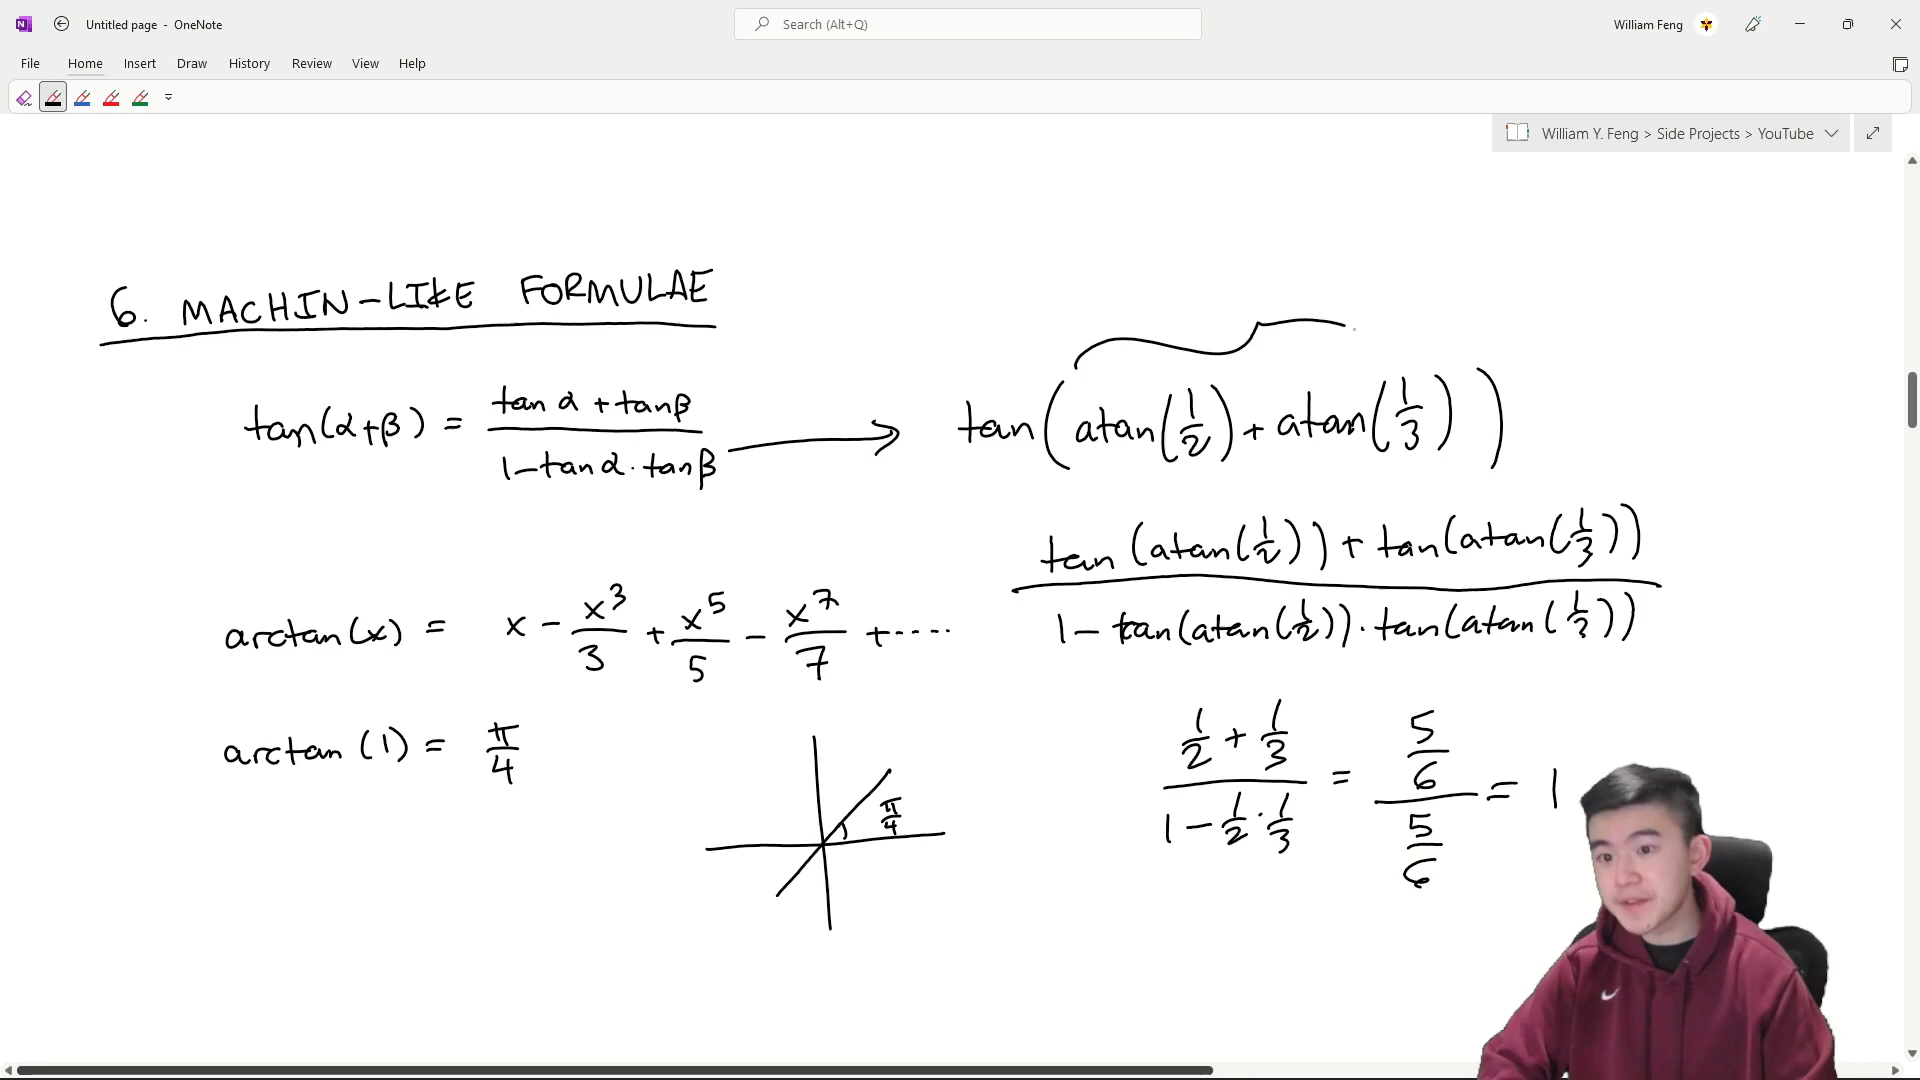 Untitled page - OneNote
Search (Alt+Q)
William Feng
File Home Insert Draw History Review View Help
William Y. Feng > Side Projects > YouTube
6. MACHIN-LIKE FORMULAE
tan(α+β) = (tan α + tan β)/(1 - tan α · tan β)
tan(atan(1/2) + atan(1/3))
(tan(atan(1/2)) + tan(atan(1/3)))/(1 - tan(atan(1/2)) · tan(atan(1/3)))
arctan(x) = x - x³/3 + x⁵/5 - x⁷/7 + ....
arctan(1) = π/4
π/4
(1/2 + 1/3)/(1 - 1/2 · 1/3) = (5/6)/(5/6) = 1